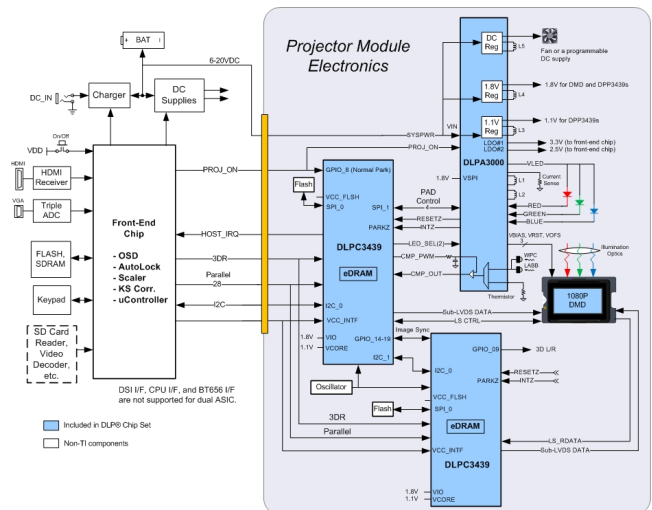 BAT
6-20VDC
DC_IN
Charger
DC
Supplies
On/Off
VDD
HDMI
HDMI
Receiver
VGA
Triple
ADC
FLASH,
SDRAM
Keypad
SD Card
Reader,
Video
Decoder,
etc.
Front-End
Chip
- OSD
- AutoLock
- Scaler
- KS Corr.
- uController
DSI I/F, CPU I/F, and BT656 I/F
are not supported for dual ASIC.
Included in DLP® Chip Set
Non-TI components
PROJ_ON
HOST_IRQ
3DR
Parallel
28
I2C
Projector Module
Electronics
SYSPWR
VIN
PROJ_ON
GPIO_8 (Normal Park)
Flash
VCC_FLSH
SPI_0
SPI_1
PAD
Control
RESETZ
PARKZ
INTZ
DLPC3439
LED_SEL(2)
eDRAM
CMP_PWM
CMP_OUT
I2C_0
VCC_INTF
1.8V
VIO
1.1V
VCORE
GPIO_14-19
I2C_1
Image Sync
Sub-LVDS DATA
LS CTRL
DC
Reg
L5
Fan or a programmable
DC supply
1.8V
Reg
L4
1.8V for DMD and DPP3439s
1.1V
Reg
L3
1.1V for DPP3439s
LDO#1
3.3V (to front-end chip)
LDO#2
2.5V (to front-end chip)
DLPA3000
VLED
1.8V
VSPI
L1
L2
Current
Sense
RED
GREEN
BLUE
VBIAS, VRST, VOFS
3
Illumination
Optics
WPC
LABB
Thermistor
1080P
DMD
Oscillator
3DR
Parallel
GPIO_09
3D L/R
I2C_0
PARKZ
RESETZ
INTZ
VCC_FLSH
Flash
SPI_0
eDRAM
VCC_INTF
DLPC3439
LS_RDATA
Sub-LVDS DATA
1.8V
VIO
1.1V
VCORE